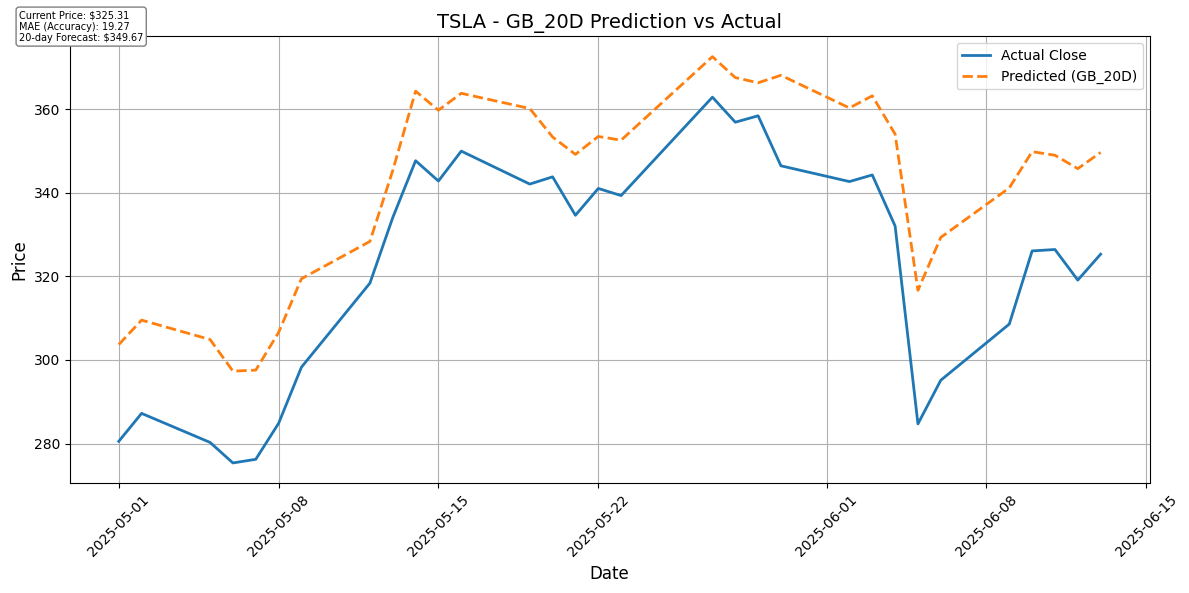 Current Price: $325.31
MAE (Accuracy): 19.27
20-day Forecast: $349.67
TSLA - GB_20D Prediction vs Actual
Actual Close
Predicted (GB_20D)
Price
360
340
320
300
280
2025-05-01
2025-05-08
2025-05-15
2025-05-22
2025-06-01
2025-06-08
2025-06-15
Date